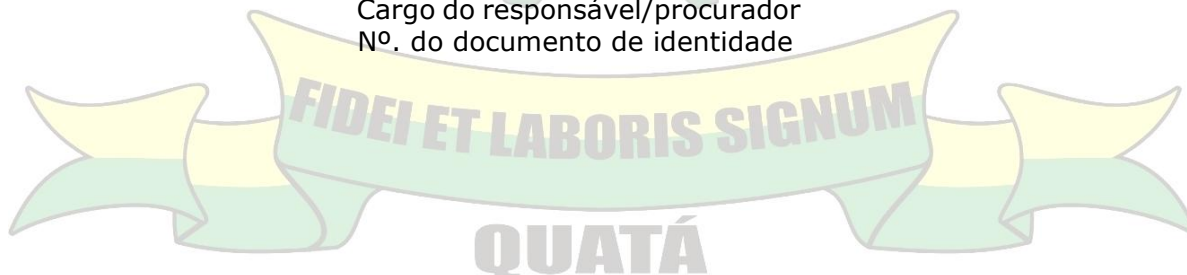 Cargo do responsável/procurador
Nº. do documento de identidade
FIDEI ET LABORIS SIGNUM
QUATÁ